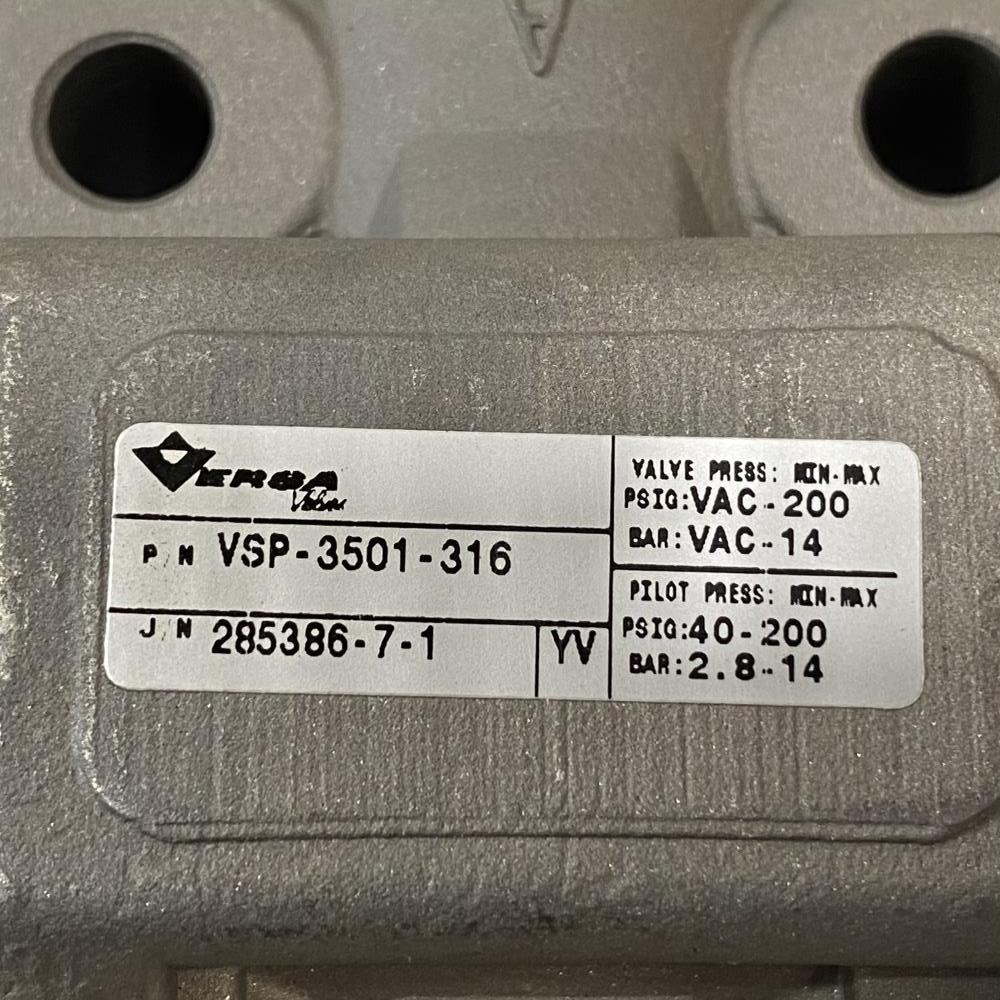 VERSA
Valves
P/N VSP-3501-316
J/N 285386-7-1
YV
VALVE PRESS: MIN-MAX
PSIG:VAC-200
BAR:VAC-14
PILOT PRESS: MIN-MAX
PSIG:40-200
BAR:2.8-14